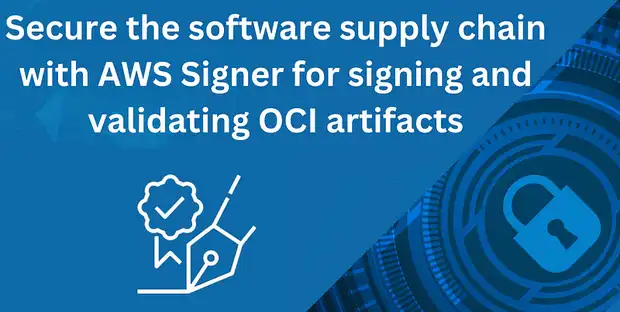 Secure the software supply chain
with AWS Signer for signing and
validating OCI artifacts